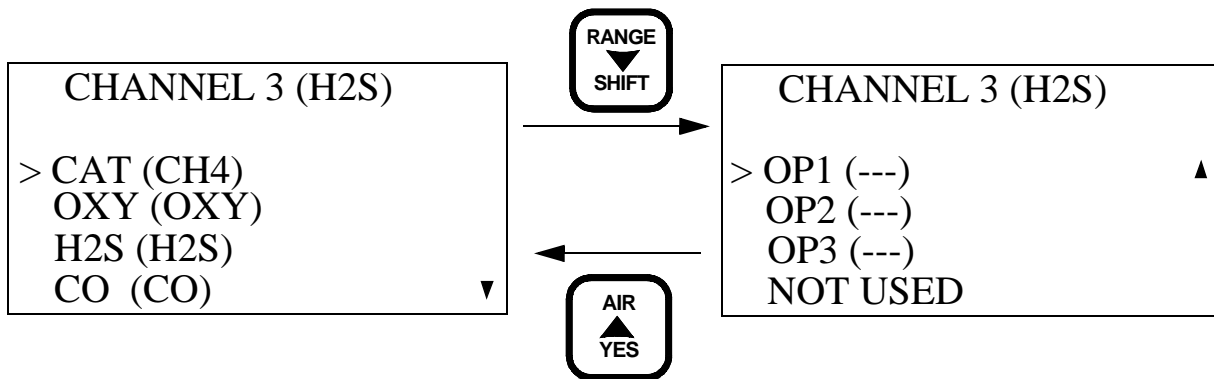 RANGE
SHIFT
CHANNEL 3 (H2S)
> CAT (CH4)
OXY (OXY)
H2S (H2S)
CO (CO)
CHANNEL 3 (H2S)
> OP1 (---)
OP2 (---)
OP3 (---)
NOT USED
AIR
YES